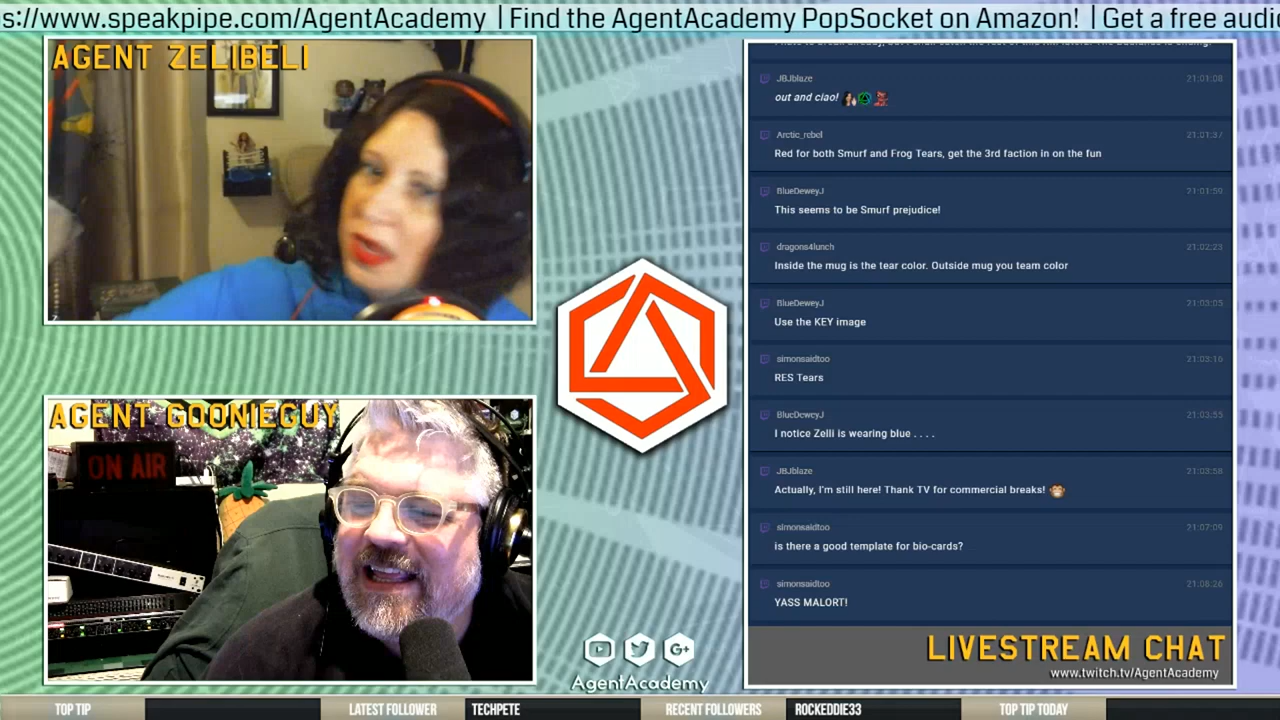 s://www.speakpipe.com/AgentAcademy | Find the AgentAcademy PopSocket on Amazon! | Get a free audi
AGENT ZELIBELI
AGENT GOONIEGUY
ON AIR
AgentAcademy
JBJblaze 21:01:08
out and ciao!
Arctic_rebel 21:01:37
Red for both Smurf and Frog Tears, get the 3rd faction in on the fun
BlueDeweyJ 21:01:59
This seems to be Smurf prejudice!
dragons4lunch 21:02:23
Inside the mug is the tear color. Outside mug you team color
BlueDeweyJ 21:03:05
Use the KEY image
simonsaidtoo 21:03:16
RES Tears
BlueDeweyJ 21:03:55
I notice Zelli is wearing blue . . . .
JBJblaze 21:03:58
Actually, I'm still here! Thank TV for commercial breaks!
simonsaidtoo 21:07:09
is there a good template for bio-cards?
simonsaidtoo 21:08:26
YASS MALORT!
LIVESTREAM CHAT
www.twitch.tv/AgentAcademy
TOP TIP
LATEST FOLLOWER TECHPETE
RECENT FOLLOWERS ROCKEDDIE33
TOP TIP TODAY